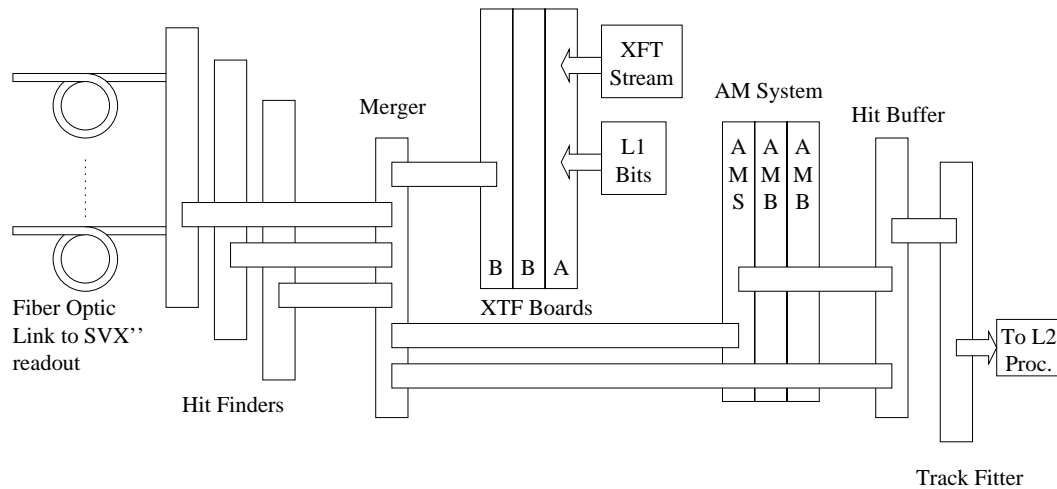 XFT
Stream
AM System
Merger
Hit Buffer
L1
Bits
A
M
S
A
M
B
A
M
B
B
B
A
XTF Boards
Fiber Optic
Link to SVX’’
readout
To L2
Proc.
Hit Finders
Track Fitter